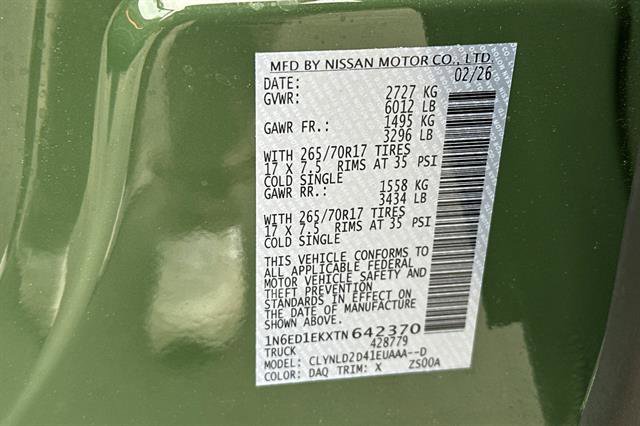 MFD BY NISSAN MOTOR CO., LTD.
DATE: 02/26
GVWR: 2727 KG
6012 LB
GAWR FR.: 1495 KG
3296 LB
WITH 265/70R17 TIRES
17 X 7.5 RIMS AT 35 PSI
COLD SINGLE
GAWR RR.: 1558 KG
3434 LB
WITH 265/70R17 TIRES
17 X 7.5 RIMS AT 35 PSI
COLD SINGLE
THIS VEHICLE CONFORMS TO
ALL APPLICABLE FEDERAL
MOTOR VEHICLE SAFETY AND
THEFT PREVENTION
STANDARDS IN EFFECT ON
THE DATE OF MANUFACTURE
SHOWN ABOVE.
1N6ED1EKXTN642370
TRUCK 428779
MODEL: CLYNLD2D41EUAAA--D
COLOR: DAQ TRIM: X ZS00A